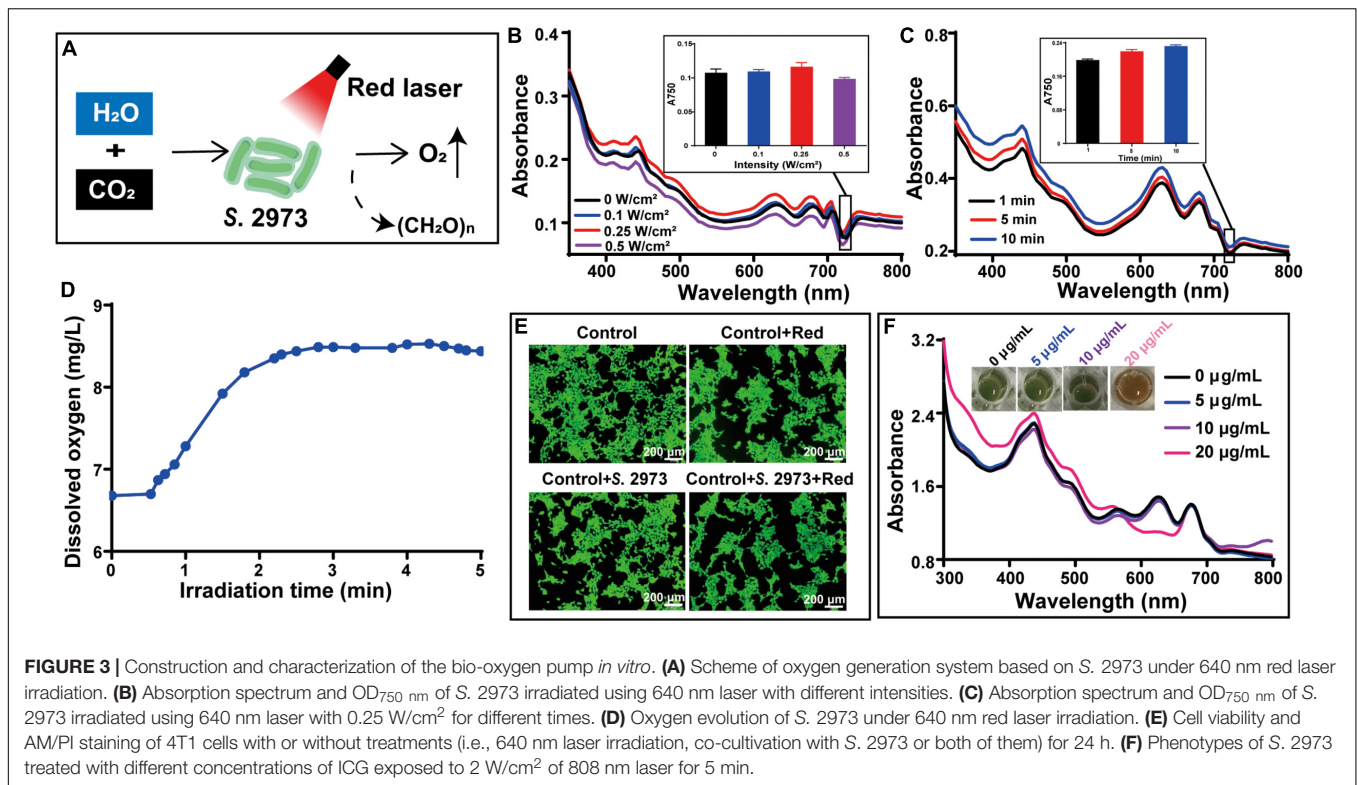 A
H₂O
+
CO₂
S. 2973
Red laser
O₂
(CH₂O)n
B
Absorbance
0.4
0.3
0.2
0.1
400 500 600 700 800
Wavelength (nm)
0 W/cm²
0.1 W/cm²
0.25 W/cm²
0.5 W/cm²
A750
0.15
0.10
0.05
0
0 0.1 0.25 0.5
Intensity (W/cm²)
C
Absorbance
0.8
0.6
0.4
0.2
400 500 600 700 800
Wavelength (nm)
1 min
5 min
10 min
A750
0.24
0.16
0.08
0
1 5 10
Time (min)
D
Dissolved oxygen (mg/L)
9
8
7
6
0 1 2 3 4 5
Irradiation time (min)
E
Control
Control+Red
200 µm
200 µm
Control+S. 2973
Control+S. 2973+Red
200 µm
200 µm
F
Absorbance
3.2
2.4
1.6
0.8
300 400 500 600 700 800
Wavelength (nm)
0 µg/mL
5 µg/mL
10 µg/mL
20 µg/mL
0 µg/mL
5 µg/mL
10 µg/mL
20 µg/mL
FIGURE 3 | Construction and characterization of the bio-oxygen pump in vitro. (A) Scheme of oxygen generation system based on S. 2973 under 640 nm red laser
irradiation. (B) Absorption spectrum and OD750 nm of S. 2973 irradiated using 640 nm laser with different intensities. (C) Absorption spectrum and OD750 nm of S.
2973 irradiated using 640 nm laser with 0.25 W/cm² for different times. (D) Oxygen evolution of S. 2973 under 640 nm red laser irradiation. (E) Cell viability and
AM/PI staining of 4T1 cells with or without treatments (i.e., 640 nm laser irradiation, co-cultivation with S. 2973 or both of them) for 24 h. (F) Phenotypes of S. 2973
treated with different concentrations of ICG exposed to 2 W/cm² of 808 nm laser for 5 min.